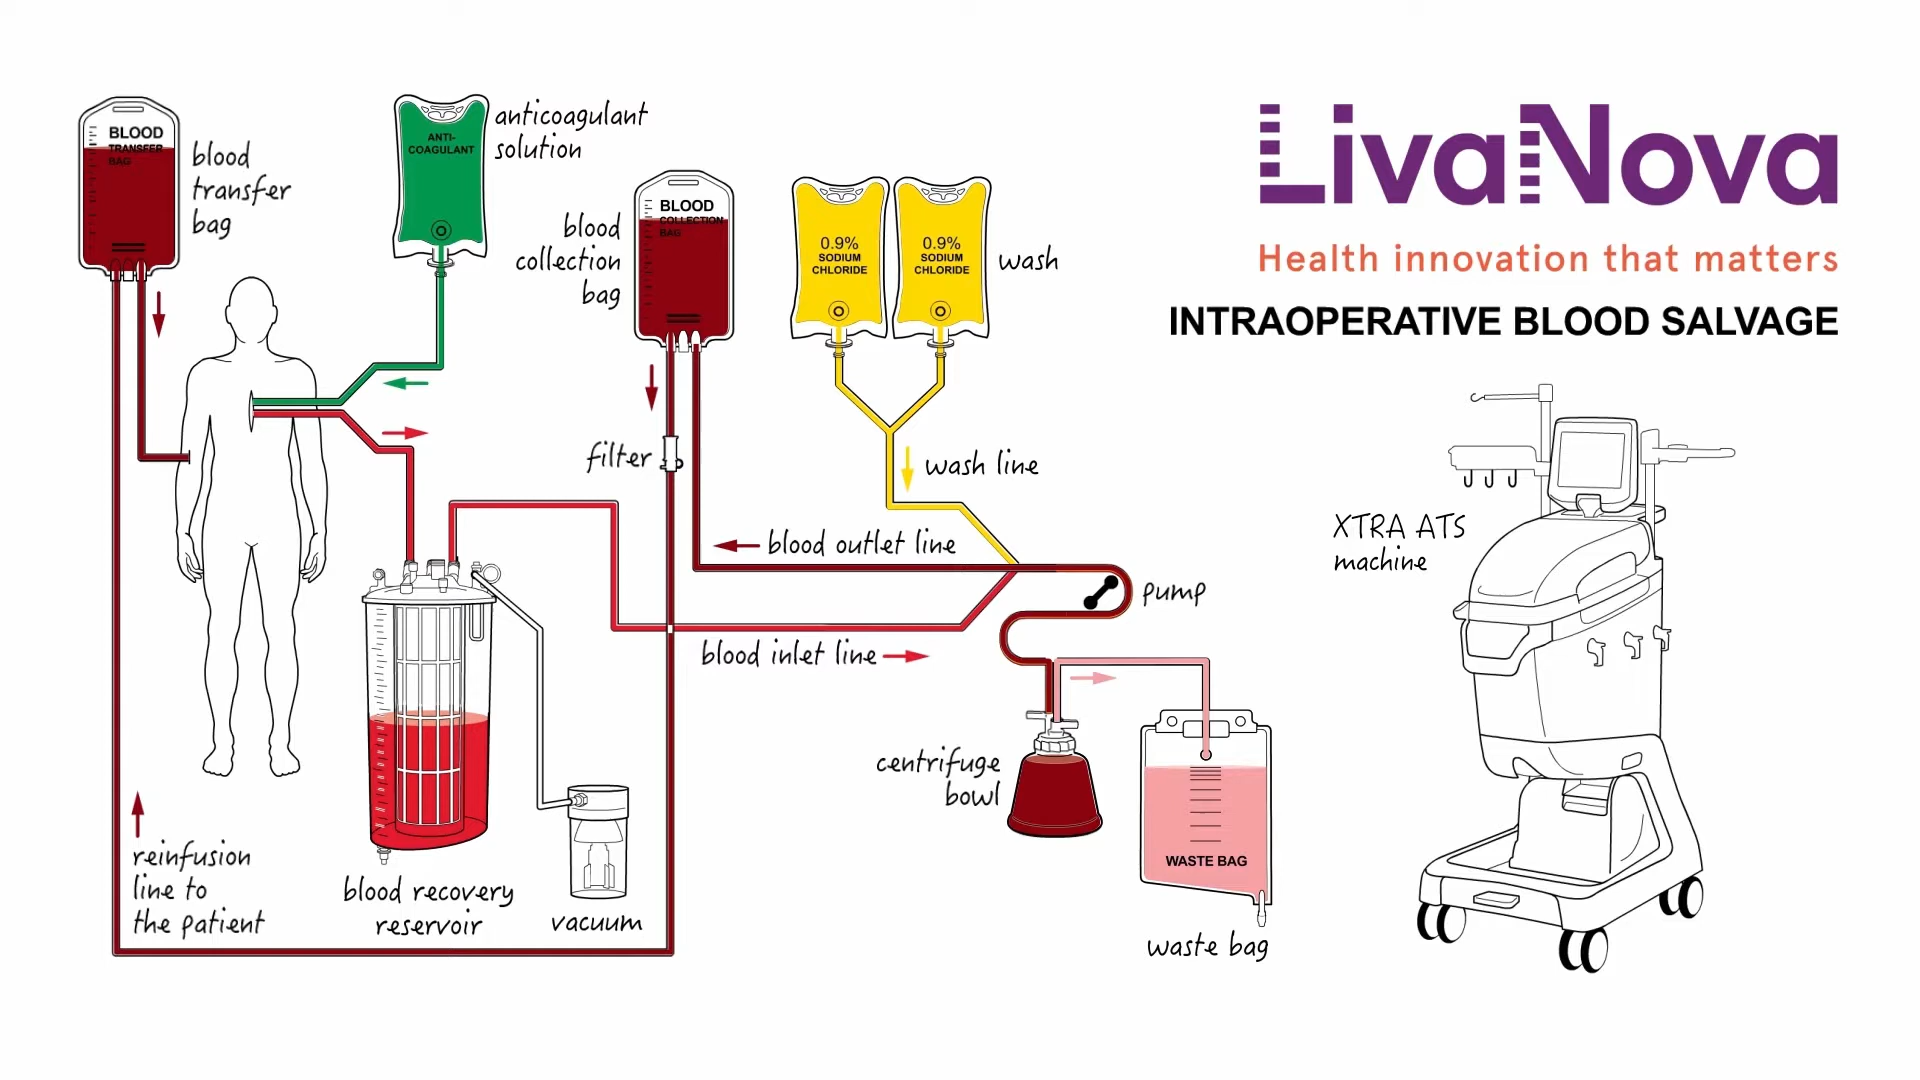 LivaNova
Health innovation that matters
INTRAOPERATIVE BLOOD SALVAGE
BLOOD
TRANSFER
BAG
blood
transfer
bag
ANTI-
COAGULANT
anticoagulant
solution
BLOOD
COLLECTION
BAG
blood
collection
bag
0.9%
SODIUM
CHLORIDE
0.9%
SODIUM
CHLORIDE
wash
filter
wash line
blood outlet line
pump
blood inlet line
centrifuge
bowl
WASTE BAG
waste bag
reinfusion
line to
the patient
blood recovery
reservoir
vacuum
XTRA ATS
machine